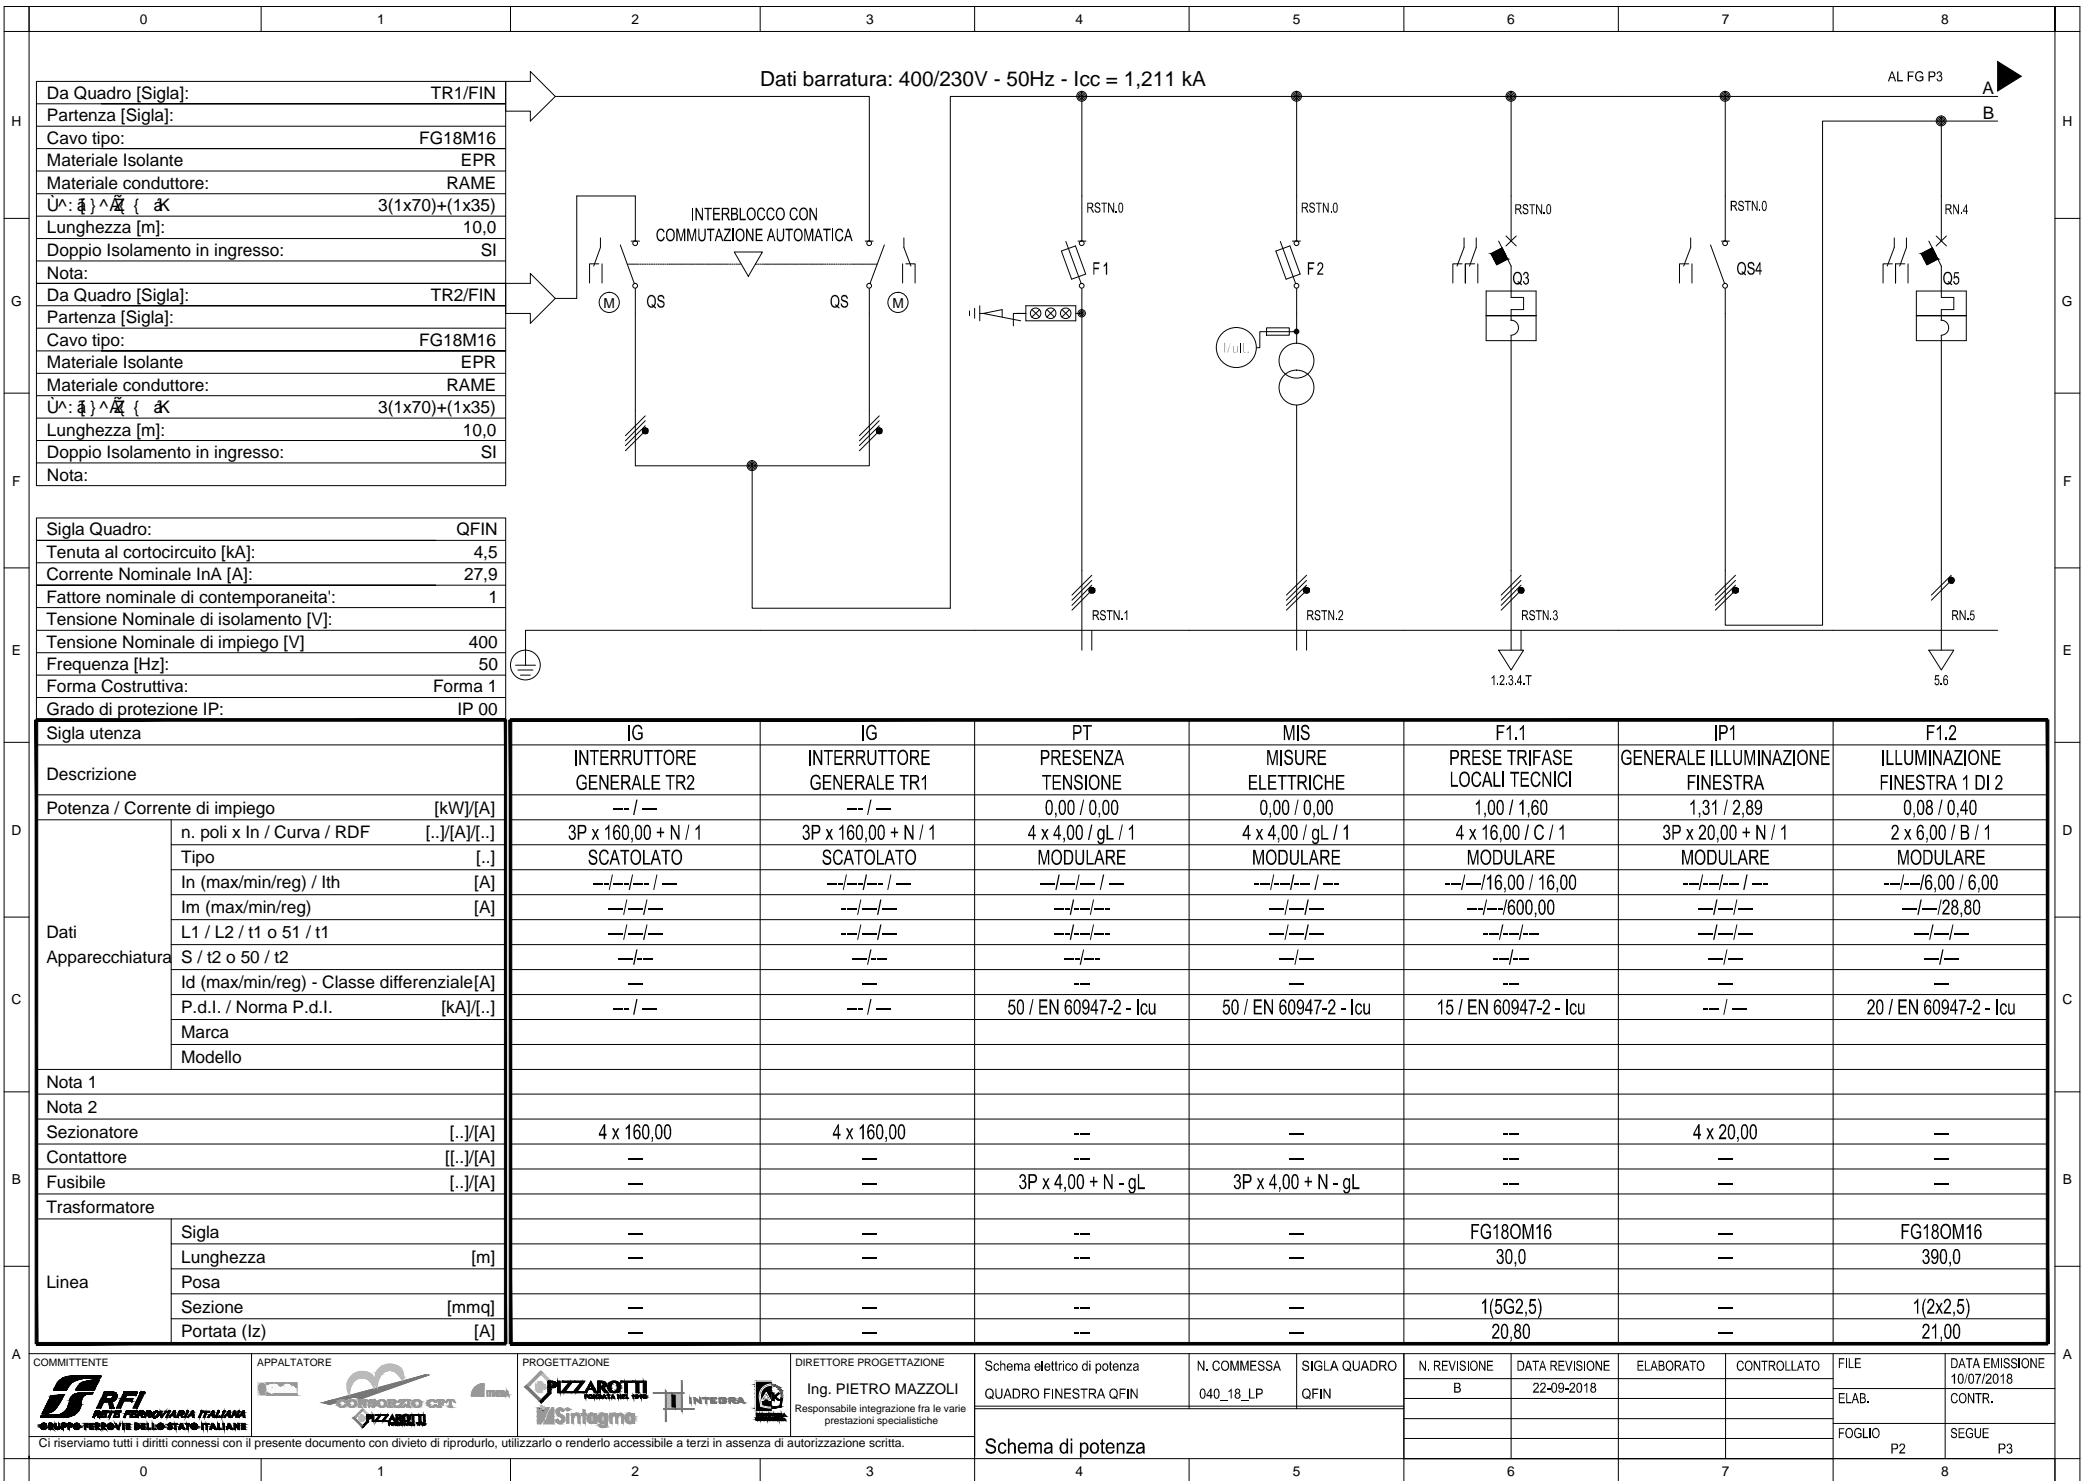 0 1 2 3 4 5 6 7 8
Dati barratura: 400/230V - 50Hz - Icc = 1,211 kA
AL FG P3
A
B
H
G
F
E
D
C
B
A
Da Quadro [Sigla]: TR1/FIN
Partenza [Sigla]:
Cavo tipo: FG18M16
Materiale Isolante EPR
Materiale conduttore: RAME
3(1x70)+(1x35)
Lunghezza [m]: 10,0
Doppio Isolamento in ingresso: SI
Nota:
Da Quadro [Sigla]: TR2/FIN
Partenza [Sigla]:
Cavo tipo: FG18M16
Materiale Isolante EPR
Materiale conduttore: RAME
3(1x70)+(1x35)
Lunghezza [m]: 10,0
Doppio Isolamento in ingresso: SI
Nota:
Sigla Quadro: QFIN
Tenuta al cortocircuito [kA]: 4,5
Corrente Nominale InA [A]: 27,9
Fattore nominale di contemporaneita': 1
Tensione Nominale di isolamento [V]:
Tensione Nominale di impiego [V] 400
Frequenza [Hz]: 50
Forma Costruttiva: Forma 1
Grado di protezione IP: IP 00
INTERBLOCCO CON
COMMUTAZIONE AUTOMATICA
M QS QS M
RSTN.0 RSTN.0 RSTN.0 RSTN.0 RN.4
F1 F2 Q3 QS4 Q5
RSTN.1 RSTN.2 RSTN.3 RN.5
1.2.3.4.T 5.6
Sigla utenza IG IG PT MIS F1.1 IP1 F1.2
Descrizione
INTERRUTTORE GENERALE TR2
INTERRUTTORE GENERALE TR1
PRESENZA TENSIONE
MISURE ELETTRICHE
PRESE TRIFASE LOCALI TECNICI
GENERALE ILLUMINAZIONE FINESTRA
ILLUMINAZIONE FINESTRA 1 DI 2
Potenza / Corrente di impiego [kW]/[A] ---/--- ---/--- 0,00 / 0,00 0,00 / 0,00 1,00 / 1,60 1,31 / 2,89 0,08 / 0,40
Dati Apparecchiatura
n. poli x In / Curva / RDF [..]/[A]/[..] 3P x 160,00 + N / 1 3P x 160,00 + N / 1 4 x 4,00 / gL / 1 4 x 4,00 / gL / 1 4 x 16,00 / C / 1 3P x 20,00 + N / 1 2 x 6,00 / B / 1
Tipo [..] SCATOLATO SCATOLATO MODULARE MODULARE MODULARE MODULARE MODULARE
In (max/min/reg) / Ith [A] ---/---/--- / --- ---/---/--- / --- ---/---/--- / --- ---/---/--- / --- ---/---/16,00 / 16,00 ---/---/--- / --- ---/---/6,00 / 6,00
Im (max/min/reg) [A] ---/---/--- ---/---/--- ---/---/--- ---/---/--- ---/---/600,00 ---/---/--- ---/---/28,80
L1 / L2 / t1 o 51 / t1 ---/---/--- ---/---/--- ---/---/--- ---/---/--- ---/---/--- ---/---/--- ---/---/---
S / t2 o 50 / t2 ---/--- ---/--- ---/--- ---/--- ---/--- ---/--- ---/---
Id (max/min/reg) - Classe differenziale[A] --- --- --- --- --- --- ---
P.d.I. / Norma P.d.I. [kA]/[..] ---/--- ---/--- 50 / EN 60947-2 - Icu 50 / EN 60947-2 - Icu 15 / EN 60947-2 - Icu ---/--- 20 / EN 60947-2 - Icu
Marca
Modello
Nota 1
Nota 2
Sezionatore [..]/[A] 4 x 160,00 4 x 160,00 --- --- --- 4 x 20,00 ---
Contattore [[..]/[A] --- --- --- --- --- --- ---
Fusibile [..]/[A] --- --- 3P x 4,00 + N - gL 3P x 4,00 + N - gL --- --- ---
Trasformatore
Linea
Sigla --- --- --- --- FG18OM16 --- FG18OM16
Lunghezza [m] --- --- --- --- 30,0 --- 390,0
Posa
Sezione [mmq] --- --- --- --- 1(5G2,5) --- 1(2x2,5)
Portata (Iz) [A] --- --- --- --- 20,80 --- 21,00
COMMITTENTE
RFI
RETE FERROVIARIA ITALIANA
GRUPPO FERROVIE DELLO STATO ITALIANE
APPALTATORE
CONSORZIO CFT
PIZZAROTTI
PROGETTAZIONE
PIZZAROTTI
FONDATA NEL 1910
Sintagma
INTEGRA
DIRETTORE PROGETTAZIONE
Ing. PIETRO MAZZOLI
Responsabile integrazione fra le varie
prestazioni specialistiche
Ci riserviamo tutti i diritti connessi con il presente documento con divieto di riprodurlo, utilizzarlo o renderlo accessibile a terzi in assenza di autorizzazione scritta.
Schema elettrico di potenza
QUADRO FINESTRA QFIN
Schema di potenza
N. COMMESSA
040_18_LP
SIGLA QUADRO
QFIN
N. REVISIONE
B
DATA REVISIONE
22-09-2018
ELABORATO
CONTROLLATO
FILE
DATA EMISSIONE
10/07/2018
ELAB.
CONTR.
FOGLIO
P2
SEGUE
P3
0 1 2 3 4 5 6 7 8